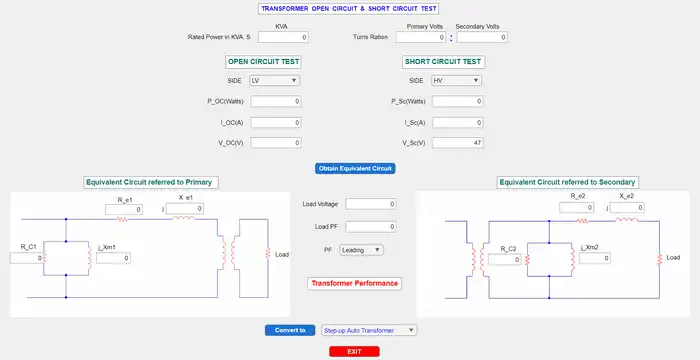 TRANSFORMER OPEN CIRCUIT & SHORT CIRCUIT TEST
KVA Primary Volts Secondary Volts
Rated Power in KVA S 0 Turns Ration 0 : 0
OPEN CIRCUIT TEST SHORT CIRCUIT TEST
SIDE LV SIDE HV
P_OC(Watts) 0 P_Sc(Watts) 0
I_OC(A) 0 I_Sc(A) 0
V_OC(V) 0 V_Sc(V) 47
Obtain Equivalent Circuit
Equivalent Circuit referred to Primary Equivalent Circuit referred to Secondary
R_e1 X_e1 R_e2 X_e2
0 j 0 Load Voltage 0 0 j 0
Load PF 0
R_C1 j_Xm1 R_C2 j_Xm2
0 0 Load PF Leading 0 0 Load
Transformer Performance
Convert to Step-up Auto Transformer
EXIT